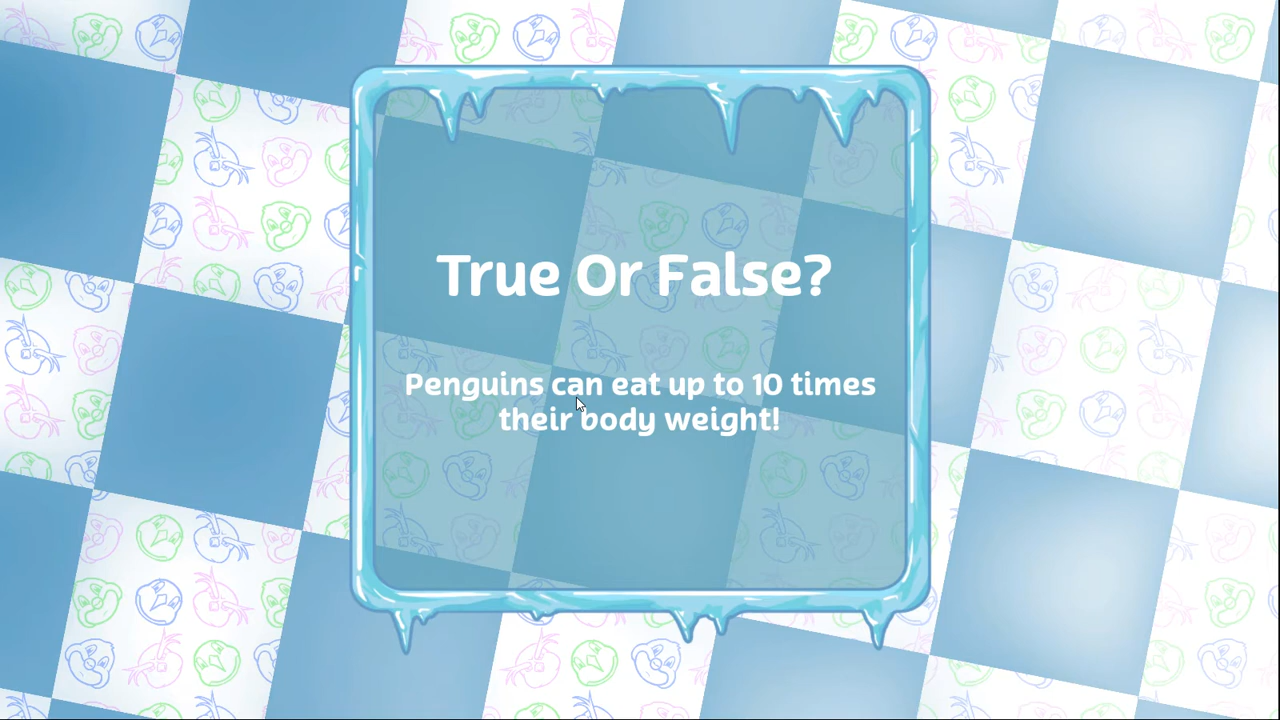 True Or False?
Penguins can eat up to 10 times
their body weight!